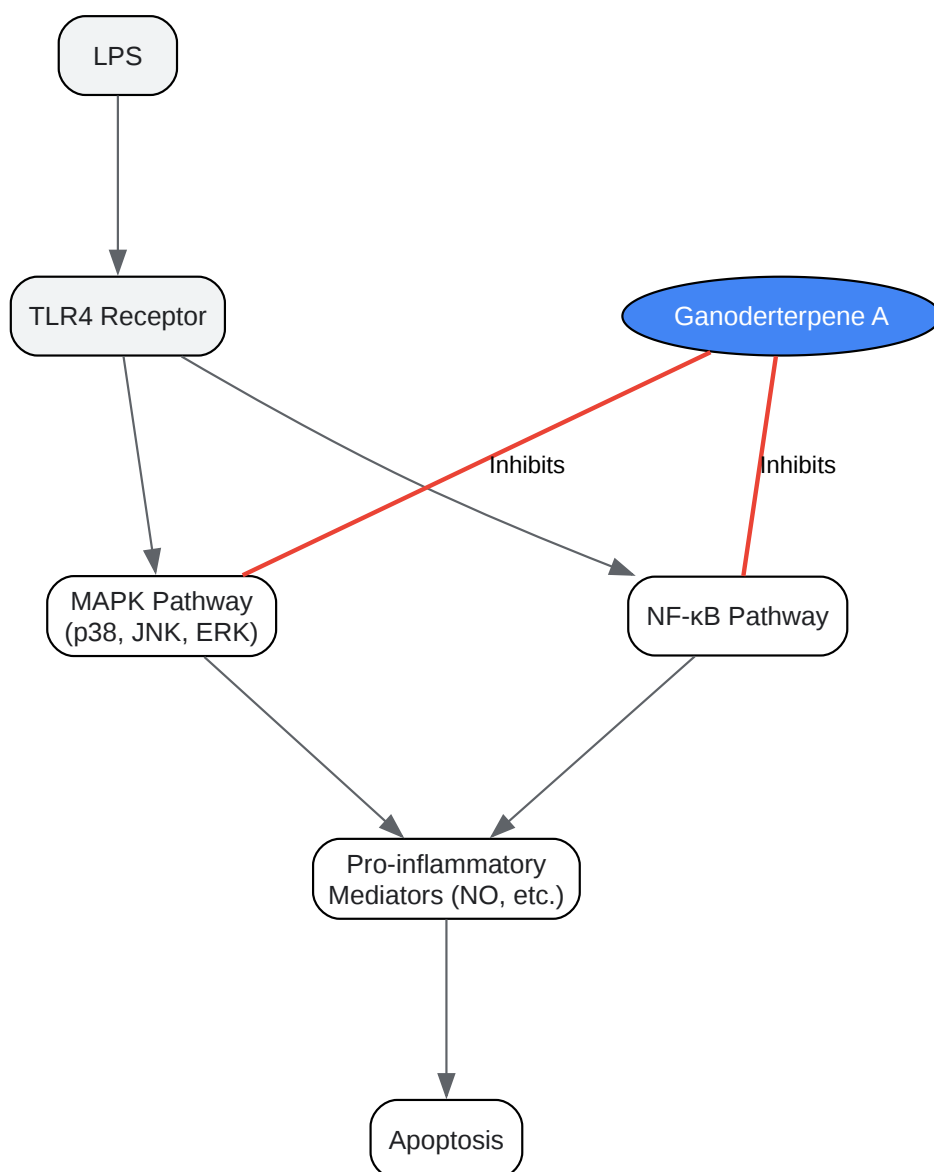 LPS
TLR4 Receptor
Ganoderterpene A
Inhibits
Inhibits
MAPK Pathway
(p38, JNK, ERK)
NF-κB Pathway
Pro-inflammatory
Mediators (NO, etc.)
Apoptosis